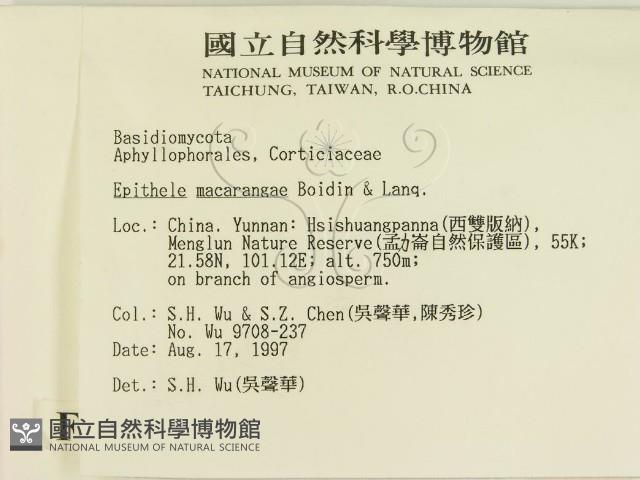 國立自然科學博物館
NATIONAL MUSEUM OF NATURAL SCIENCE
TAICHUNG, TAIWAN, R.O.CHINA
Basidiomycota
Aphyllophorales, Corticiaceae
Epithele macarangae Boidin & Lanq.
Loc.: China. Yunnan: Hsishuangpanna(西雙版納),
Menglun Nature Reserve(孟力崙自然保護區), 55K;
21.58N, 101.12E; alt. 750m;
on branch of angiosperm.
Col.: S.H. Wu & S.Z. Chen(吳聲華,陳秀珍)
No. Wu 9708-237
Date: Aug. 17, 1997
Det.: S.H. Wu(吳聲華)
F
國立自然科學博物館
NATIONAL MUSEUM OF NATURAL SCIENCE